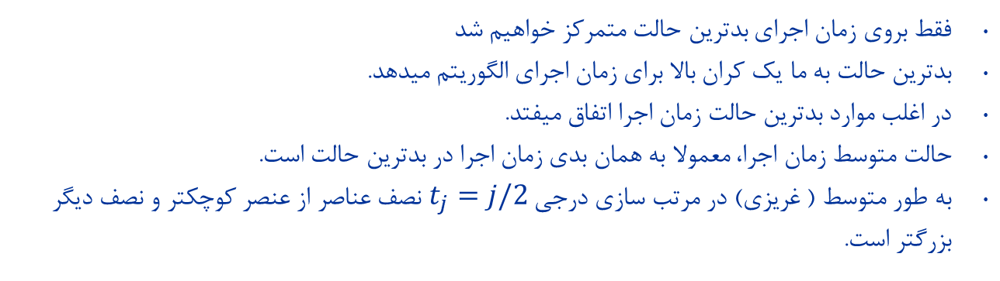 • فقط بروی زمان اجرای بدترین حالت متمرکز خواهیم شد
• بدترین حالت به ما یک کران بالا برای زمان اجرای الگوریتم میدهد.
• در اغلب موارد بدترین حالت زمان اجرا اتفاق میفتد.
• حالت متوسط زمان اجرا، معمولا به همان بدی زمان اجرا در بدترین حالت است.
• به طور متوسط ( غریزی) در مرتب سازی درجی t_j = j/2 نصف عناصر از عنصر کوچکتر و نصف دیگر
بزرگتر است.